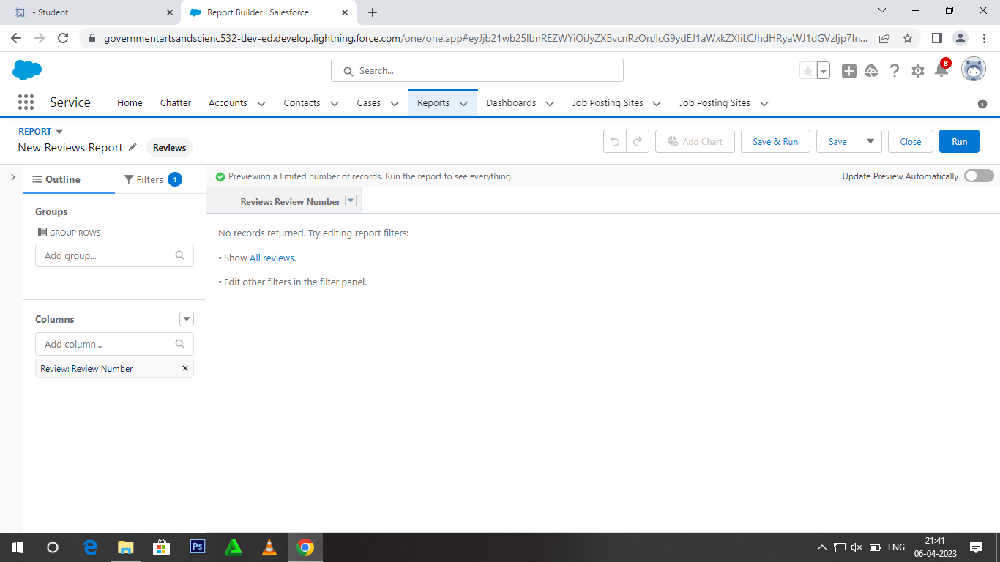 - Student
Report Builder | Salesforce
governmentartsandscienc532-dev-ed.develop.lightning.force.com/one/one.app#eyJjb21wb25lbnREZWYiOiJyZXBvcnRzOnJlcG9ydEJ1aWxkZXIiLCJhdHRyaWJ1dGVzIjp7In...
Search...
8
Service
Home
Chatter
Accounts
Contacts
Cases
Reports
Dashboards
Job Posting Sites
Job Posting Sites
REPORT
New Reviews Report
Reviews
Add Chart
Save & Run
Save
Close
Run
Outline
Filters
1
Previewing a limited number of records. Run the report to see everything.
Update Preview Automatically
Groups
GROUP ROWS
Add group...
Columns
Add column...
Review: Review Number
Review: Review Number
No records returned. Try editing report filters:
• Show All reviews.
• Edit other filters in the filter panel.
Ps
ENG
21:41
06-04-2023